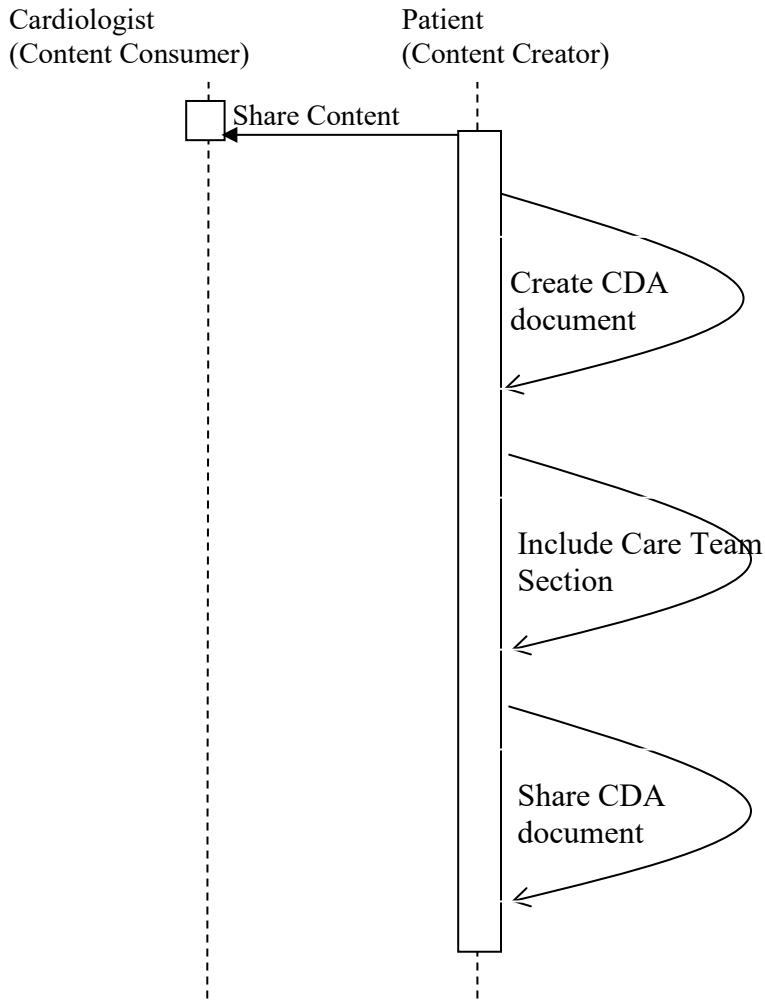 Cardiologist
(Content Consumer)
Patient
(Content Creator)
Share Content
Create CDA
document
Include Care Team
Section
Share CDA
document